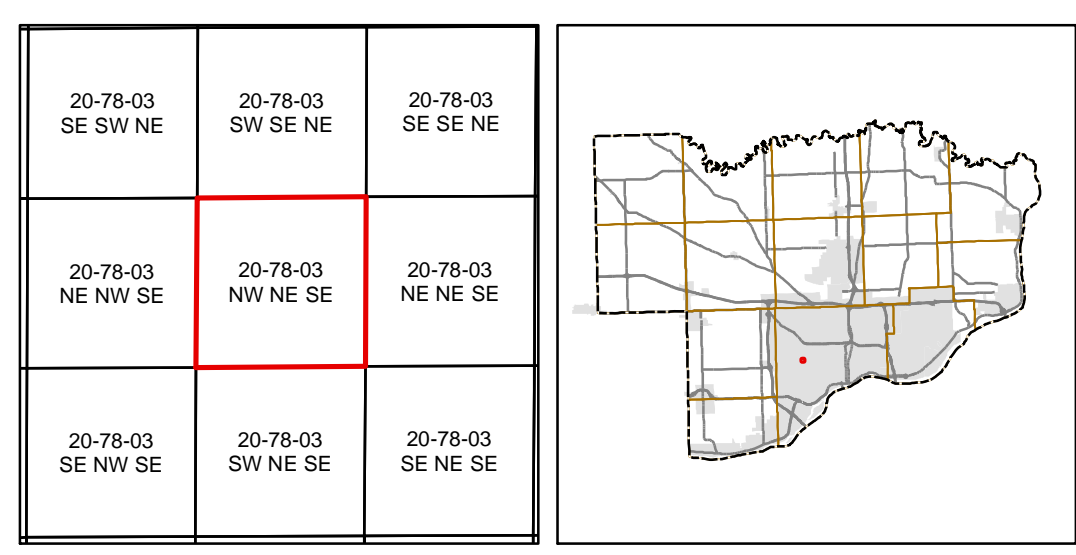 20-78-03
SE SW NE
20-78-03
SW SE NE
20-78-03
SE SE NE
20-78-03
NE NW SE
20-78-03
NW NE SE
20-78-03
NE NE SE
20-78-03
SE NW SE
20-78-03
SW NE SE
20-78-03
SE NE SE